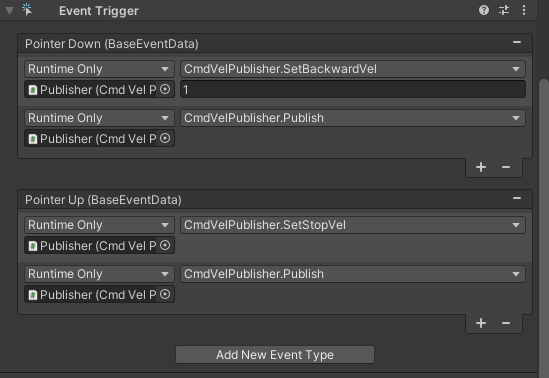 Event Trigger
Pointer Down (BaseEventData)
Runtime Only CmdVelPublisher.SetBackwardVel
Publisher (Cmd Vel P 1
Runtime Only CmdVelPublisher.Publish
Publisher (Cmd Vel P
Pointer Up (BaseEventData)
Runtime Only CmdVelPublisher.SetStopVel
Publisher (Cmd Vel P
Runtime Only CmdVelPublisher.Publish
Publisher (Cmd Vel P
Add New Event Type